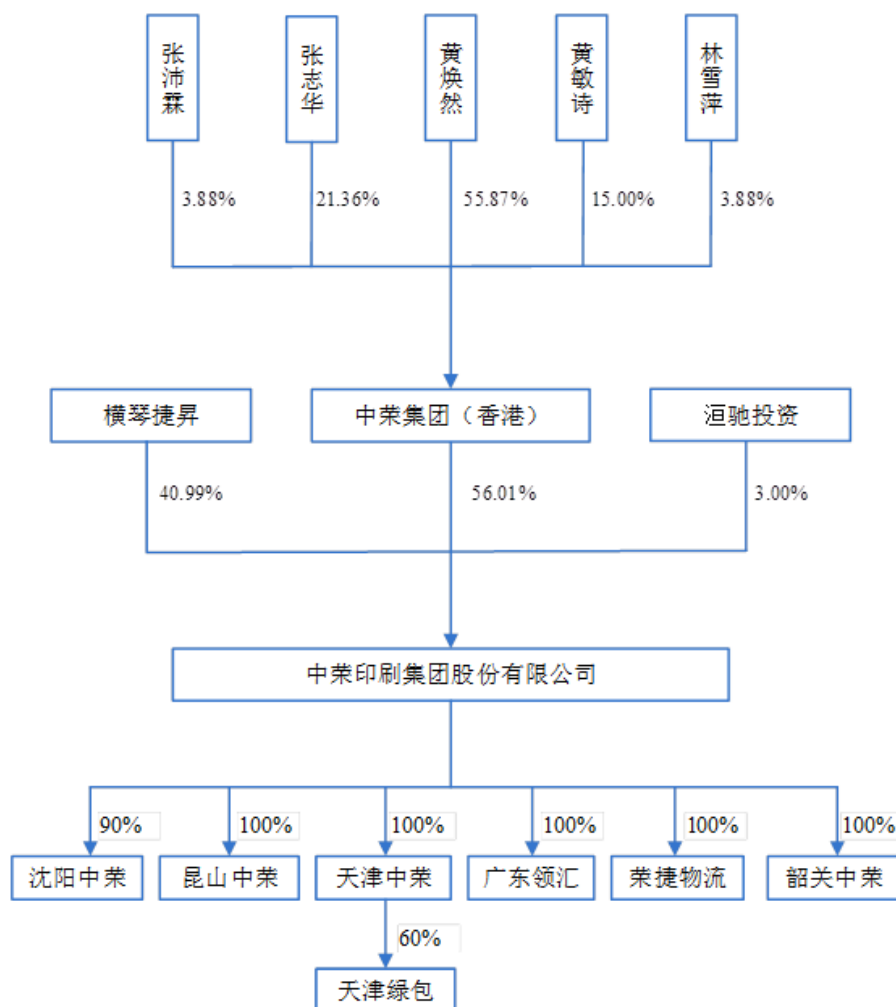 张沛霖
张志华
黄焕然
黄敏诗
林雪萍
3.88%
21.36%
55.87%
15.00%
3.88%
横琴捷昇
中荣集团（香港）
洹驰投资
40.99%
56.01%
3.00%
中荣印刷集团股份有限公司
90%
100%
100%
100%
100%
100%
沈阳中荣
昆山中荣
天津中荣
广东领汇
荣捷物流
韶关中荣
60%
天津绿包